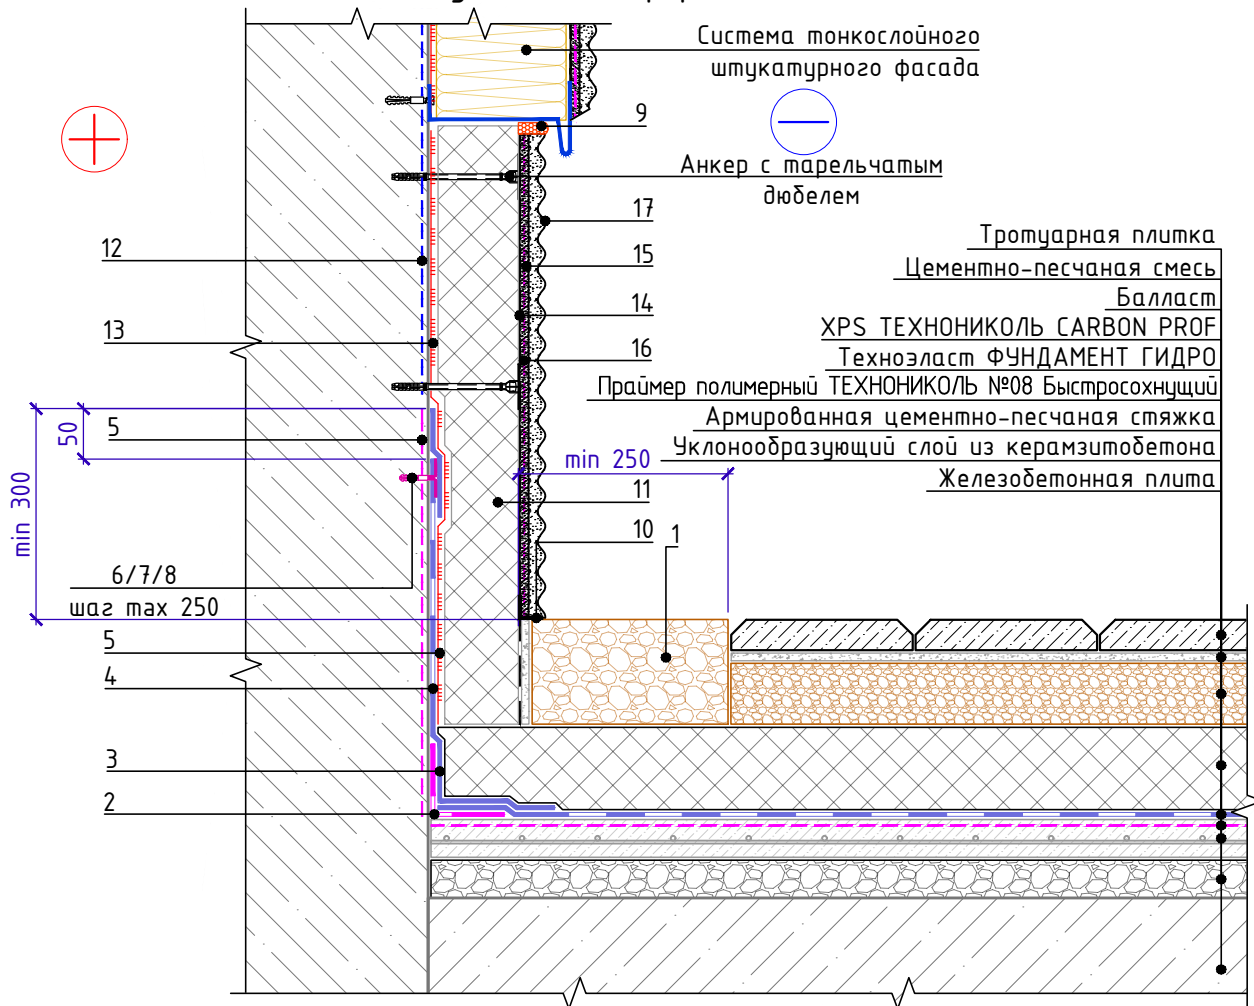 Система тонкослойного
штукатурного фасада
9
Анкер с тарельчатым
дюбелем
17
12
15
14
13
16
Тротуарная плитка
Цементно-песчаная смесь
Балласт
XPS ТЕХНОНИКОЛЬ CARBON PROF
Техноэласт ФУНДАМЕНТ ГИДРО
Праймер полимерный ТЕХНОНИКОЛЬ №08 Быстросохнущий
Армированная цементно-песчаная стяжка
Уклонообразующий слой из керамзитобетона
Железобетонная плита
50
5
min 250
min 300
11
10
1
6/7/8
шаг max 250
5
4
3
2